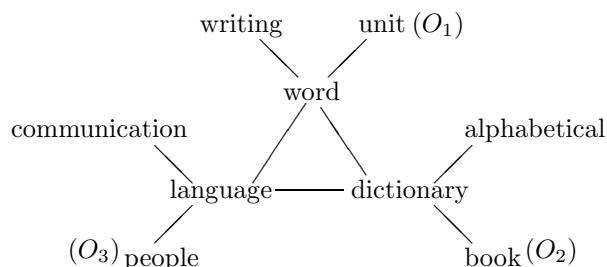 writing unit (O₁)
word
communication alphabetical
language dictionary
(O₃) people book (O₂)